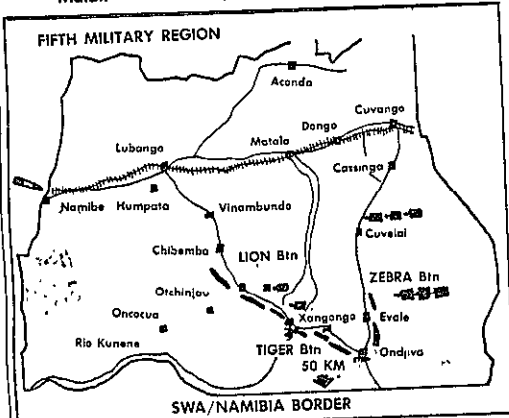 FIFTH MILITARY REGION
Aconda
Cuvango
Dongo
Matala
Lubango
Cassinga
Namibe
Humpata
Vinambundo
Chibemba
Cuvelai
LION Btn
ZEBRA Btn
Otchinjau
Oncocua
Xangongo
Evale
Rio Kunene
TIGER Btn
Ondjiva
50 KM
SWA/NAMIBIA BORDER